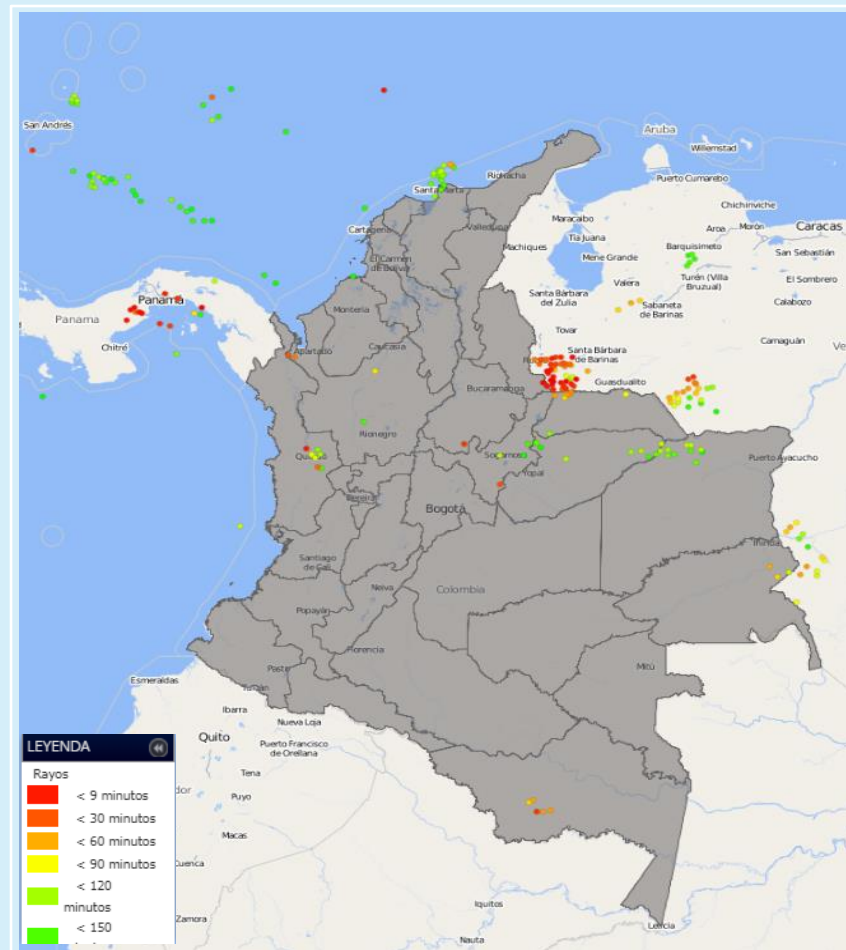 San Andrés
Aruba
Willemstad
Santa Marta
Riohacha
Puerto Cumarebo
Chichiriviche
Cartagena
Valledupar
Maracaibo
Tia Juana
Aroa
Morón
Caracas
El Carmen
de Bolívar
Machiques
Mene Grande
Barquisimeto
San Sebastián
Panama
Panama
Santa Bárbara
del Zulia
Valera
Turén (Villa
Bruzual)
El Sombrero
Montería
Sabaneta
de Barinas
Calabozo
Chitré
Tovar
Camaguán
Apartadó
Caucasia
Santa Bárbara
de Barinas
Ve
Bucaramanga
Guasdualito
Rionegro
Quibdó
Sogamoso
Yopal
Puerto Ayacucho
Pereira
Bogotá
Inírida
Santiago
de Cali
Neiva
Colombia
Popayán
Florencia
Mitú
Pasto
Esmeraldas
Ibarra
Nueva Loja
Quito
Puerto Francisco
de Orellana
Tena
dor
Puyo
Macas
Cuenca
Zamora
Iquitos
Nauta
Leticia
LEYENDA
Rayos
< 9 minutos
< 30 minutos
< 60 minutos
< 90 minutos
< 120
minutos
< 150